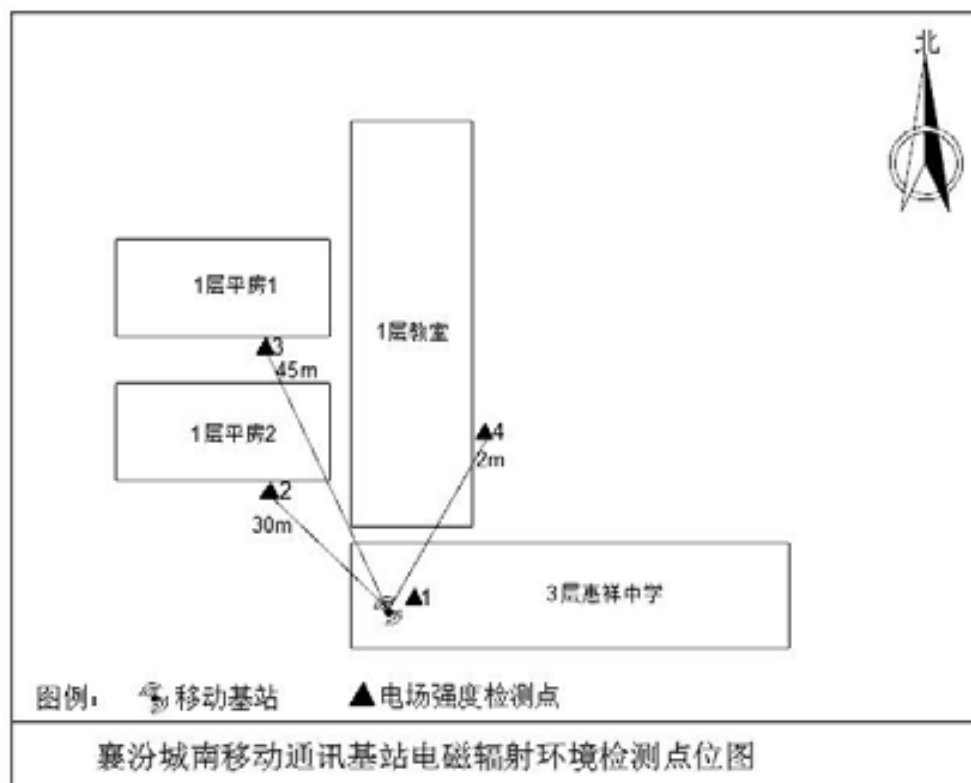 北
1层平房1
1层教室
3
45m
1层平房2
4
2m
2
30m
1
3层惠祥中学
图例：
移动基站
电场强度检测点
襄汾城南移动通讯基站电磁辐射环境检测点位图